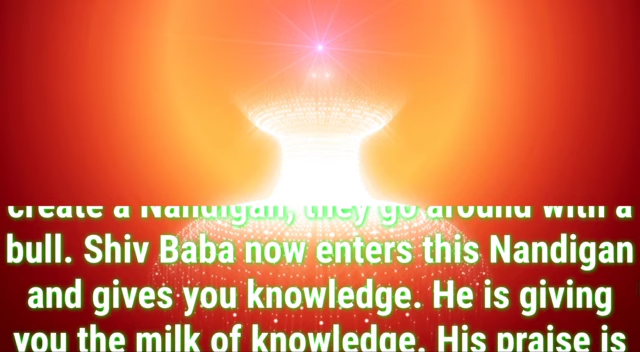 create a Nandigan, they go around with a
bull. Shiv Baba now enters this Nandigan
and gives you knowledge. He is giving
you the milk of knowledge. His praise is